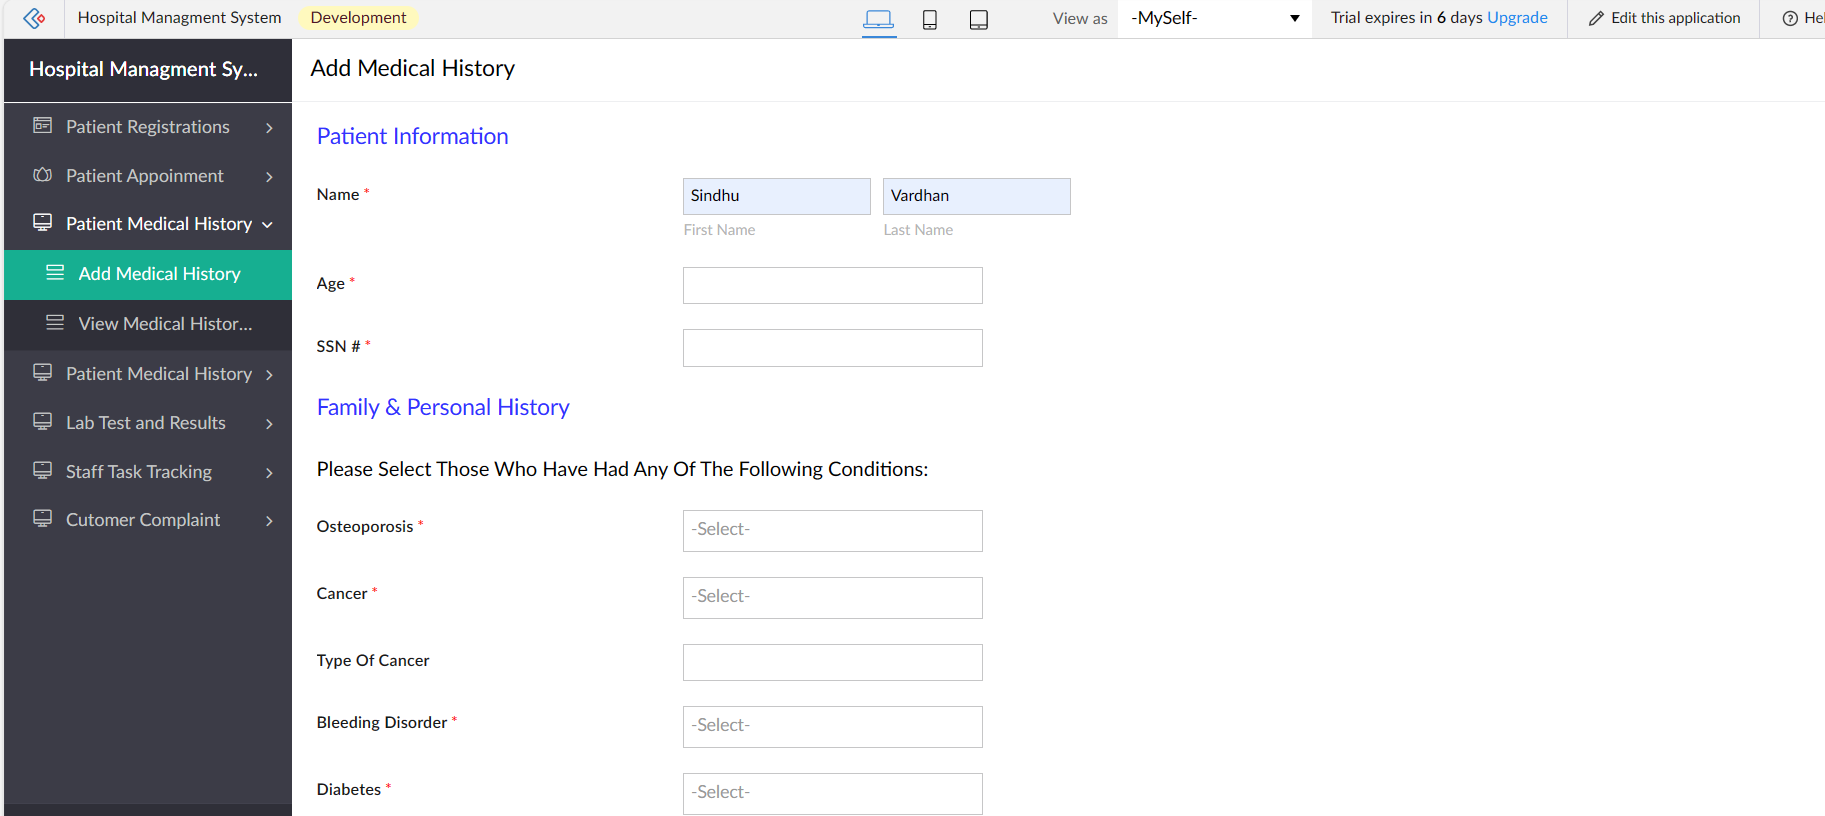 Hospital Managment System Development View as -MySelf- Trial expires in 6 days Upgrade Edit this application
Hospital Managment Sy...
Add Medical History
Patient Registrations
Patient Appoinment
Patient Medical History
Add Medical History
View Medical Histor...
Patient Medical History
Lab Test and Results
Staff Task Tracking
Cutomer Complaint
Patient Information
Name *
Sindhu Vardhan
First Name Last Name
Age *
SSN # *
Family & Personal History
Please Select Those Who Have Had Any Of The Following Conditions:
Osteoporosis * -Select-
Cancer * -Select-
Type Of Cancer
Bleeding Disorder * -Select-
Diabetes * -Select-